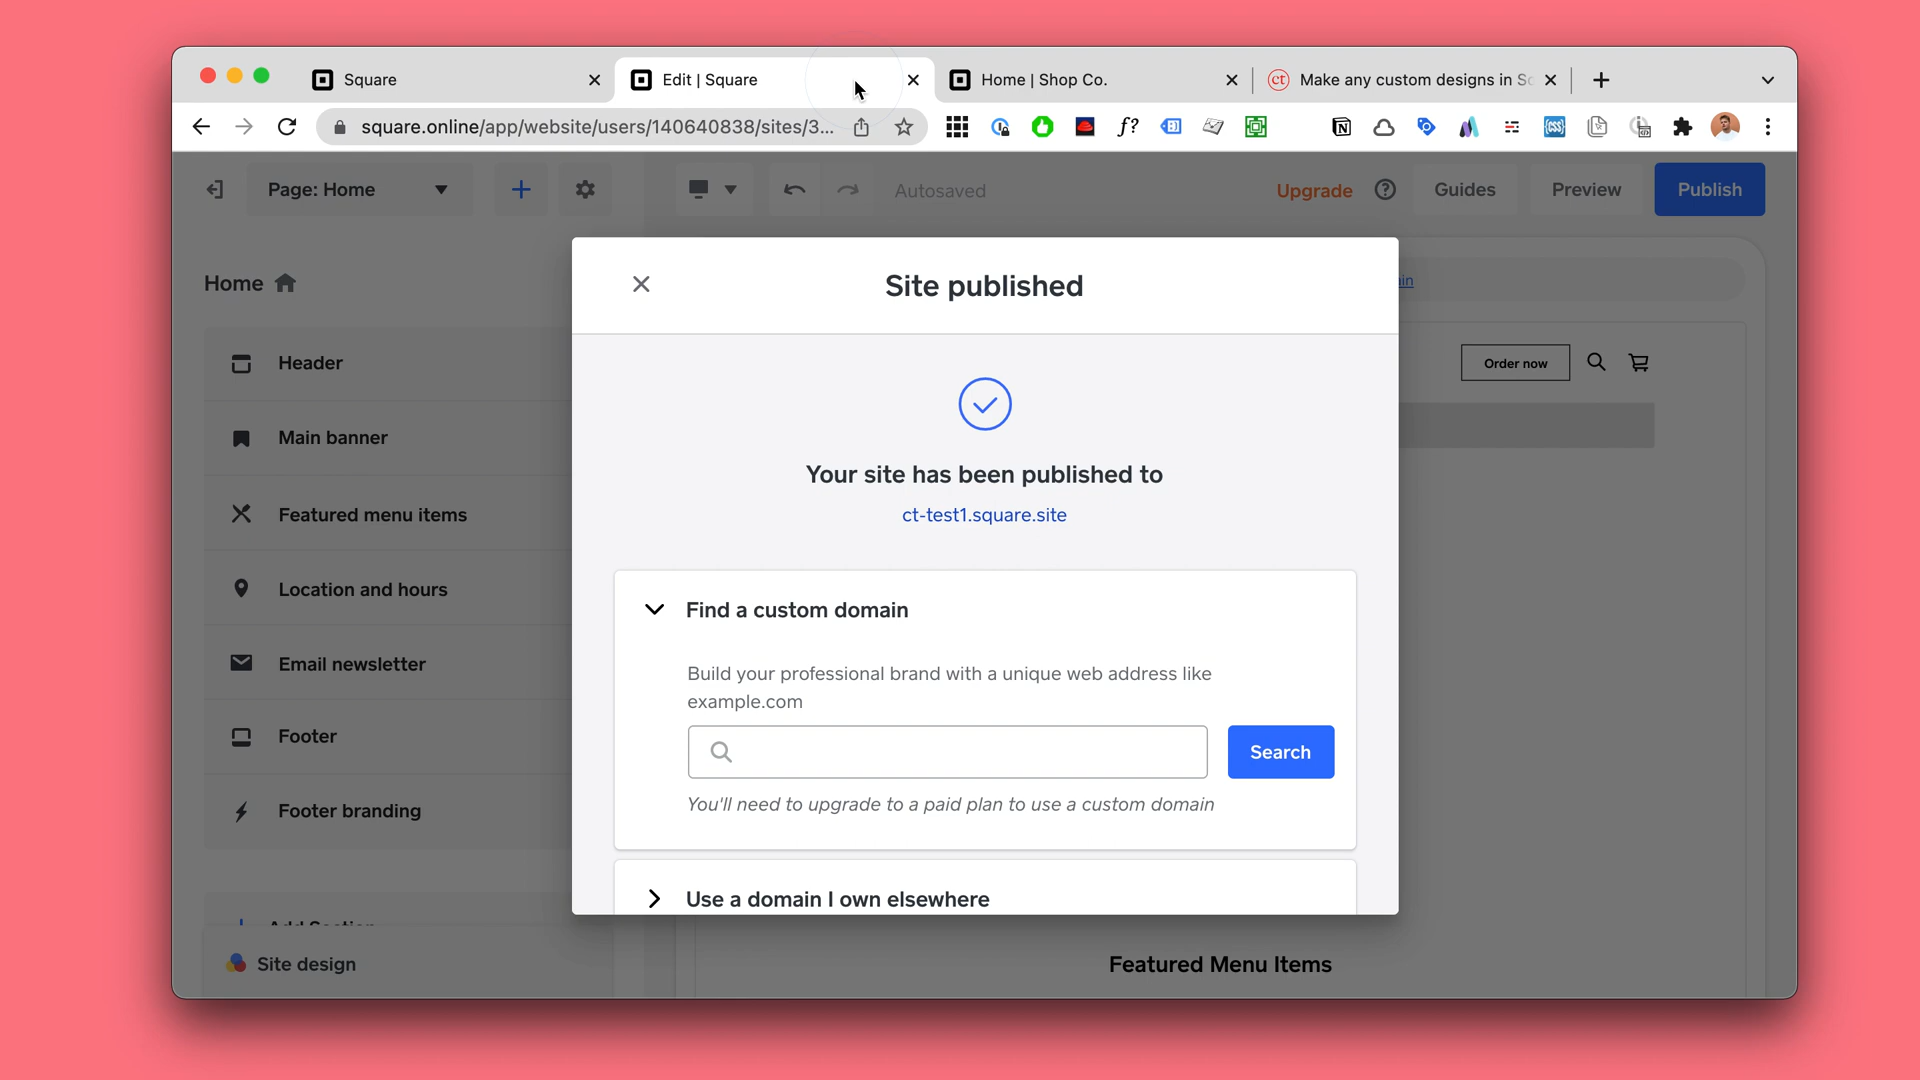 Square
Edit | Square
Home | Shop Co.
Make any custom designs in Sc
square.online/app/website/users/140640838/sites/3...
Page: Home
Autosaved
Upgrade
Guides
Preview
Publish
Home
Header
Main banner
Featured menu items
Location and hours
Email newsletter
Footer
Footer branding
Add Section
Site design
Site published
Your site has been published to
ct-test1.square.site
Find a custom domain
Build your professional brand with a unique web address like
example.com
Search
You'll need to upgrade to a paid plan to use a custom domain
Use a domain I own elsewhere
Order now
Featured Menu Items